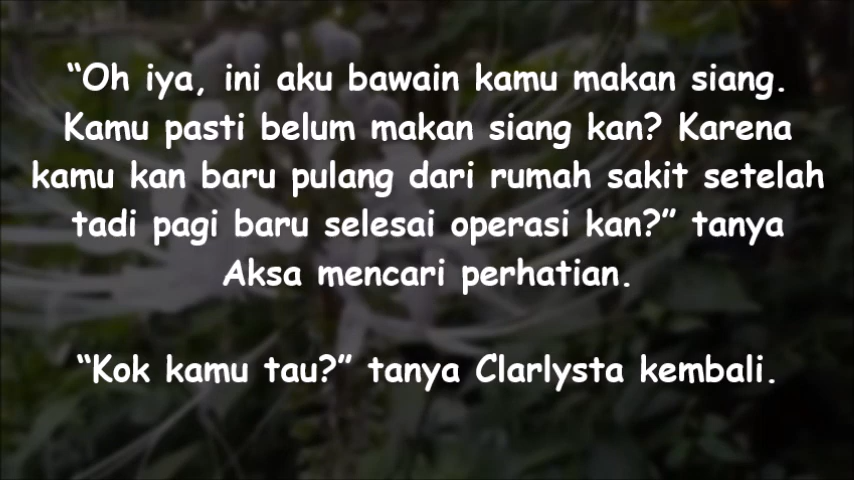 “Oh iya, ini aku bawain kamu makan siang.
Kamu pasti belum makan siang kan? Karena
kamu kan baru pulang dari rumah sakit setelah
tadi pagi baru selesai operasi kan?” tanya
Aksa mencari perhatian.
“Kok kamu tau?” tanya Clarlysta kembali.